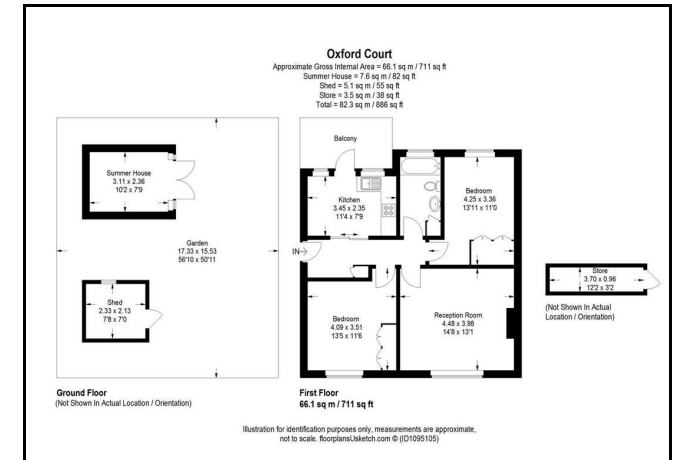 Oxford Court
Approximate Gross Internal Area = 66.1 sq m / 711 sq ft
Summer House = 7.6 sq m / 82 sq ft
Shed = 5.1 sq m / 55 sq ft
Store = 3.5 sq m / 38 sq ft
Total = 82.3 sq m / 886 sq ft
Balcony
Summer House
3.11 x 2.36
10'2 x 7'9
Kitchen
3.45 x 2.35
11'4 x 7'9
Bedroom
4.25 x 3.36
13'11 x 11'0
Garden
17.33 x 15.53
56'10 x 50'11
IN
Store
3.70 x 0.96
12'2 x 3'2
(Not Shown In Actual
Location / Orientation)
Shed
2.33 x 2.13
7'8 x 7'0
Bedroom
4.09 x 3.51
13'5 x 11'6
Reception Room
4.48 x 3.98
14'8 x 13'1
Ground Floor
(Not Shown In Actual Location / Orientation)
First Floor
66.1 sq m / 711 sq ft
Illustration for identification purposes only, measurements are approximate,
not to scale. floorplansUsketch.com © (ID1095105)